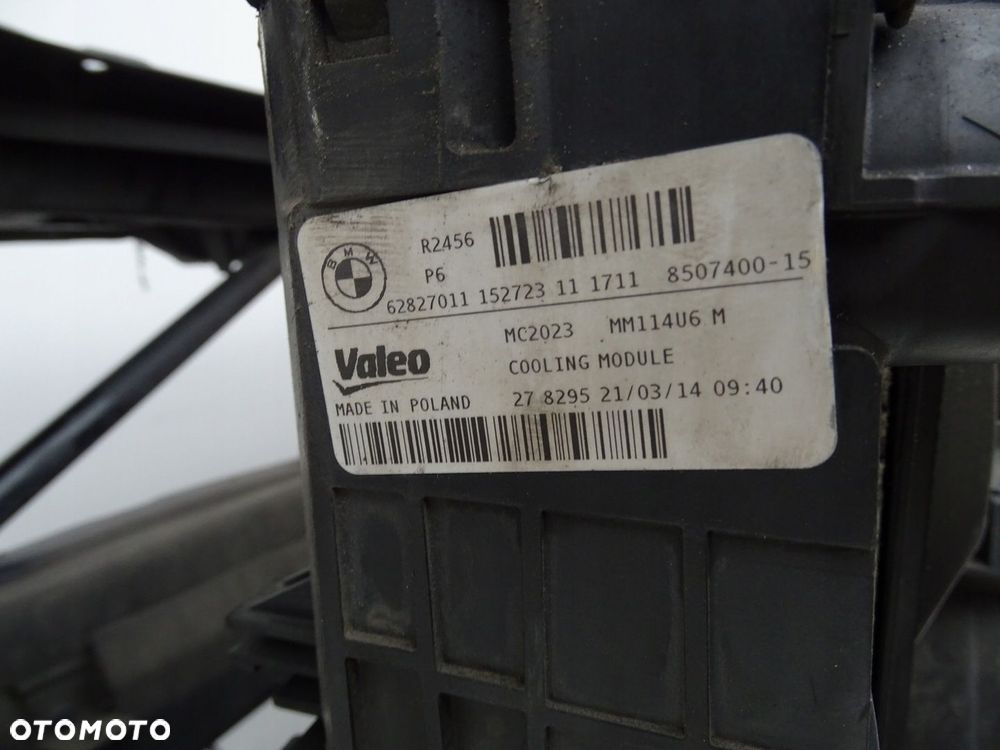 BMW
R2456
P6
62827011 152723 11 1711 8507400-15
Valeo
MC2023 MM114U6 M
COOLING MODULE
MADE IN POLAND 27 8295 21/03/14 09:40
OTOMOTO